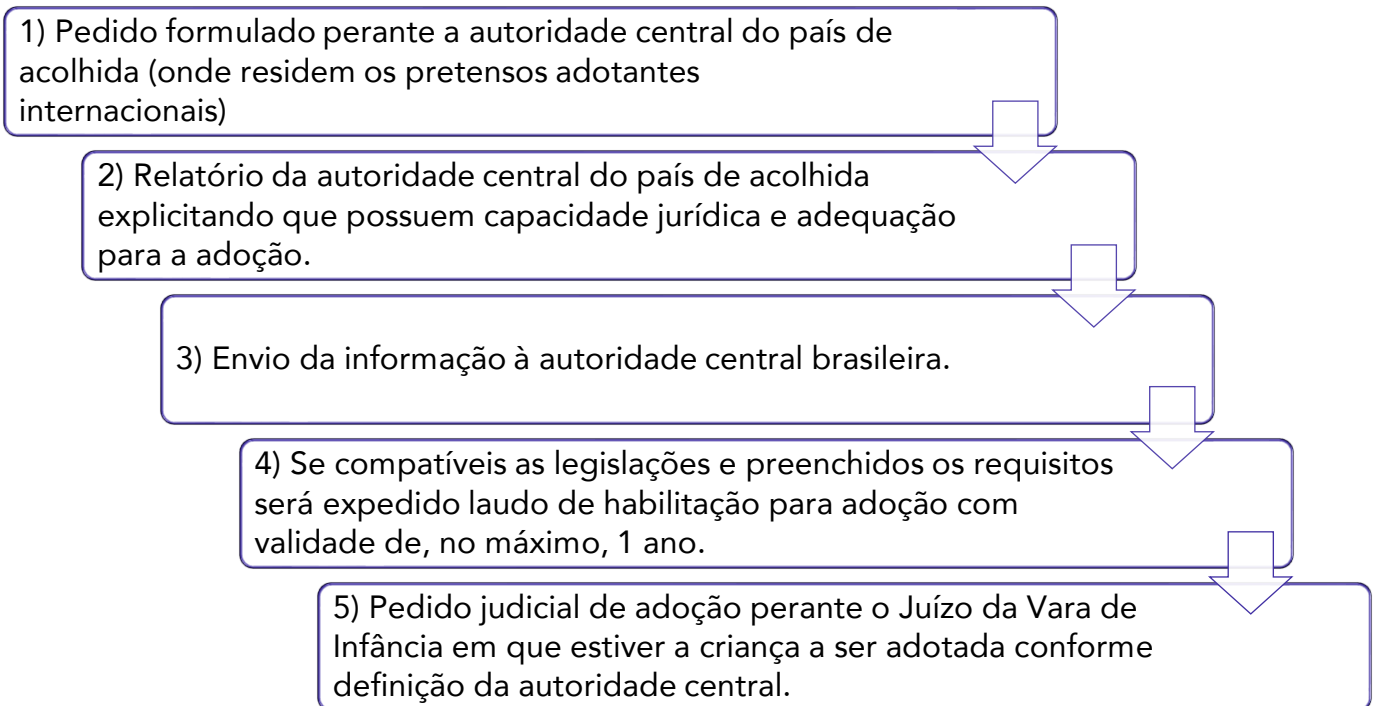 1) Pedido formulado perante a autoridade central do país de
acolhida (onde residem os pretensos adotantes
internacionais)
2) Relatório da autoridade central do país de acolhida
explicitando que possuem capacidade jurídica e adequação
para a adoção.
3) Envio da informação à autoridade central brasileira.
4) Se compatíveis as legislações e preenchidos os requisitos
será expedido laudo de habilitação para adoção com
validade de, no máximo, 1 ano.
5) Pedido judicial de adoção perante o Juízo da Vara de
Infância em que estiver a criança a ser adotada conforme
definição da autoridade central.